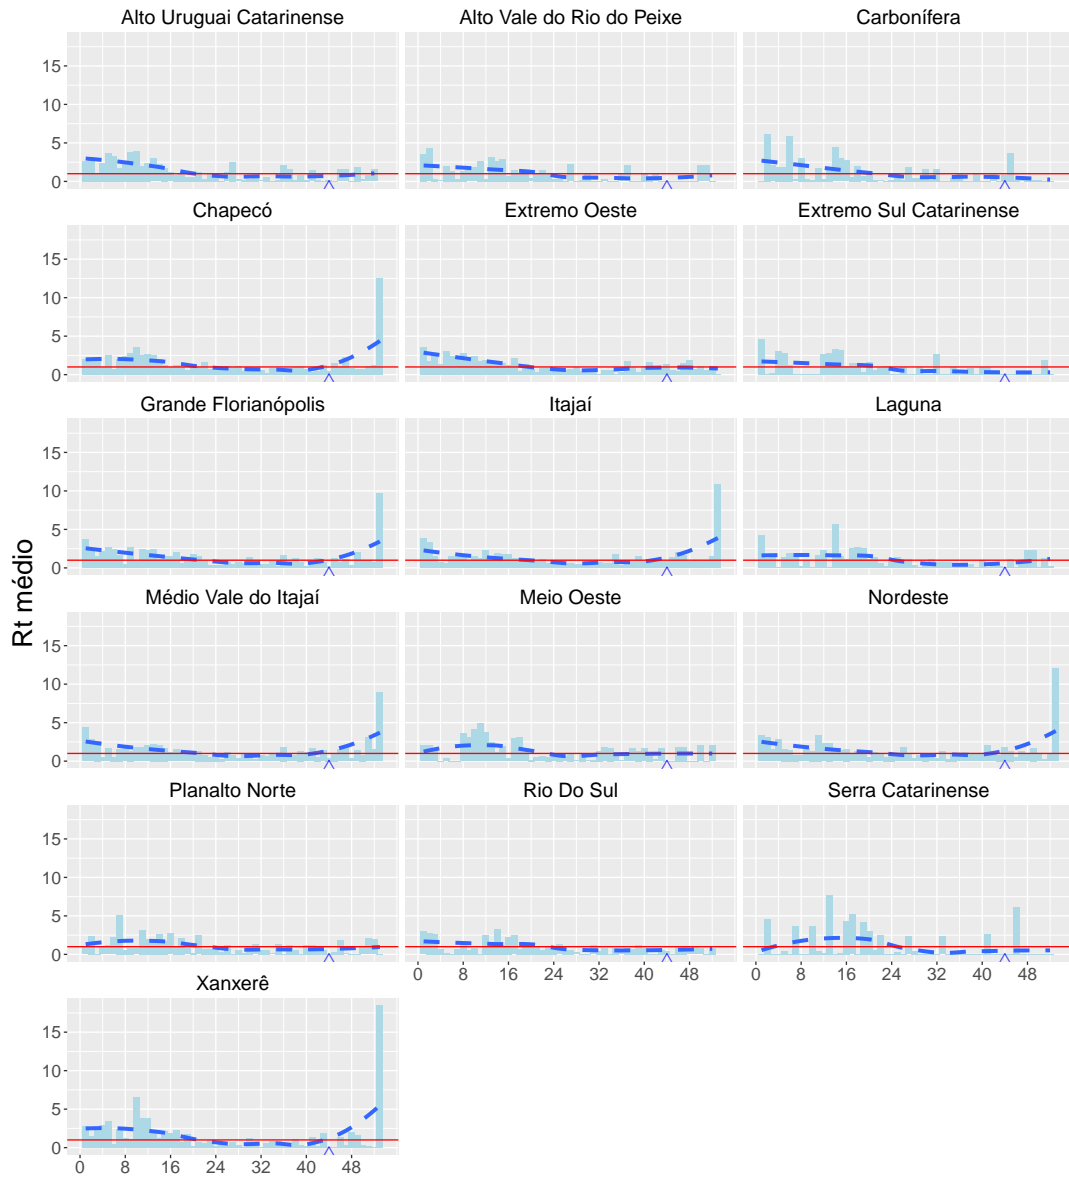 Alto Uruguai Catarinense Alto Vale do Rio do Peixe Carbonífera
15
10
5
0
Chapecó Extremo Oeste Extremo Sul Catarinense
15
10
5
0
Grande Florianópolis Itajaí Laguna
15
10
5
0
Rt médio
Médio Vale do Itajaí Meio Oeste Nordeste
15
10
5
0
Planalto Norte Rio Do Sul Serra Catarinense
15
10
5
0
0 8 16 24 32 40 48 0 8 16 24 32 40 48
Xanxerê
15
10
5
0
0 8 16 24 32 40 48